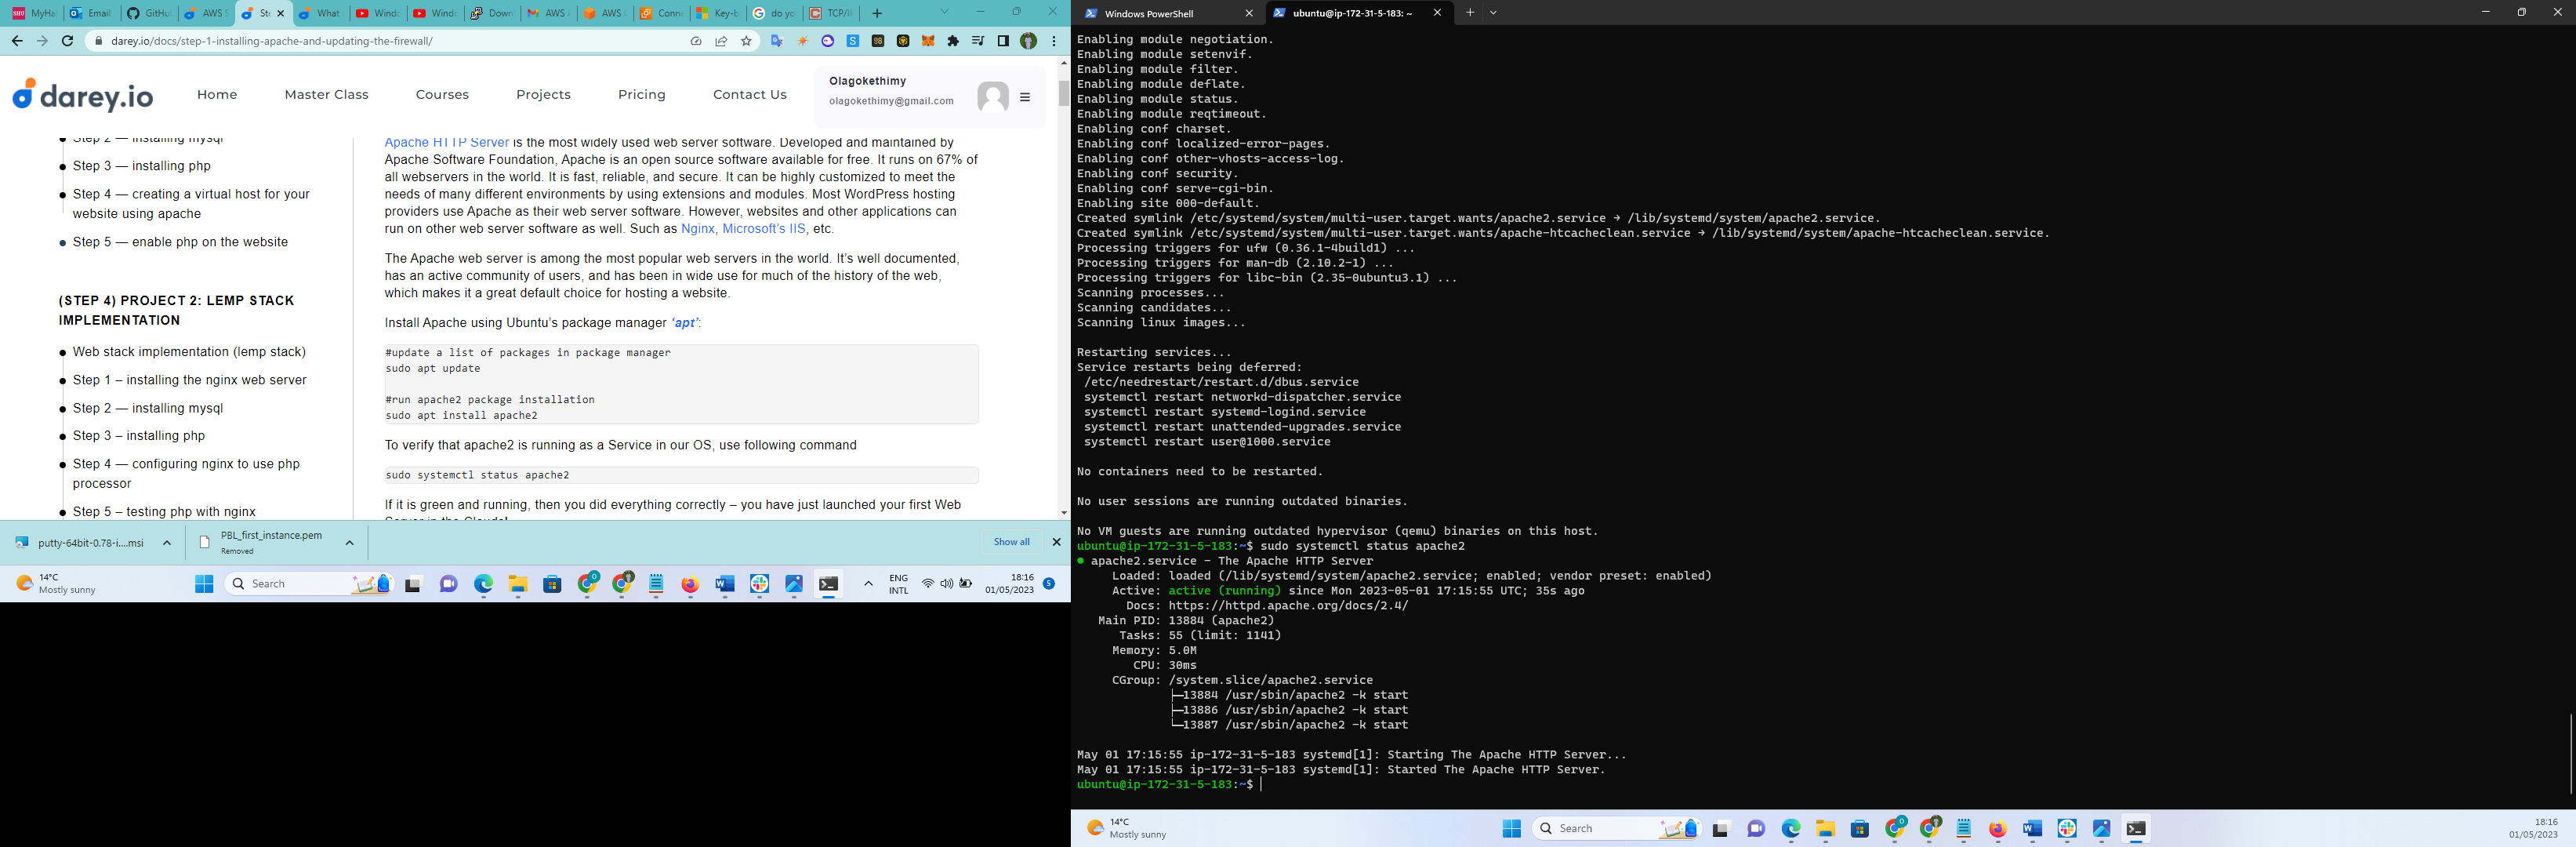 MyHa
Email
GitHu
AWS S
Ste
What
Windo
Windo
Down
AWS A
AWS
Conne
Key-b
do yo
TCP/I
darey.io/docs/step-1-installing-apache-and-updating-the-firewall/
darey.io
Home
Master Class
Courses
Projects
Pricing
Contact Us
Olagokethimy
olagokethimy@gmail.com
Step 2 — installing mysql
Step 3 — installing php
Step 4 — creating a virtual host for your
website using apache
Step 5 — enable php on the website
(STEP 4) PROJECT 2: LEMP STACK
IMPLEMENTATION
Web stack implementation (lemp stack)
Step 1 – installing the nginx web server
Step 2 — installing mysql
Step 3 – installing php
Step 4 — configuring nginx to use php
processor
Step 5 – testing php with nginx
Apache HTTP Server is the most widely used web server software. Developed and maintained by
Apache Software Foundation, Apache is an open source software available for free. It runs on 67% of
all webservers in the world. It is fast, reliable, and secure. It can be highly customized to meet the
needs of many different environments by using extensions and modules. Most WordPress hosting
providers use Apache as their web server software. However, websites and other applications can
run on other web server software as well. Such as Nginx, Microsoft's IIS, etc.
The Apache web server is among the most popular web servers in the world. It's well documented,
has an active community of users, and has been in wide use for much of the history of the web,
which makes it a great default choice for hosting a website.
Install Apache using Ubuntu's package manager 'apt':
#update a list of packages in package manager
sudo apt update
#run apache2 package installation
sudo apt install apache2
To verify that apache2 is running as a Service in our OS, use following command
sudo systemctl status apache2
If it is green and running, then you did everything correctly – you have just launched your first Web
Server in the Clouds!
putty-64bit-0.78-i....msi
PBL_first_instance.pem
Removed
Show all
14°C
Mostly sunny
Search
ENG
INTL
18:16
01/05/2023
5
Windows PowerShell
ubuntu@ip-172-31-5-183: ~
Enabling module negotiation.
Enabling module setenvif.
Enabling module filter.
Enabling module deflate.
Enabling module status.
Enabling module reqtimeout.
Enabling conf charset.
Enabling conf localized-error-pages.
Enabling conf other-vhosts-access-log.
Enabling conf security.
Enabling conf serve-cgi-bin.
Enabling site 000-default.
Created symlink /etc/systemd/system/multi-user.target.wants/apache2.service → /lib/systemd/system/apache2.service.
Created symlink /etc/systemd/system/multi-user.target.wants/apache-htcacheclean.service → /lib/systemd/system/apache-htcacheclean.service.
Processing triggers for ufw (0.36.1-4build1) ...
Processing triggers for man-db (2.10.2-1) ...
Processing triggers for libc-bin (2.35-0ubuntu3.1) ...
Scanning processes...
Scanning candidates...
Scanning linux images...
Restarting services...
Service restarts being deferred:
/etc/needrestart/restart.d/dbus.service
systemctl restart networkd-dispatcher.service
systemctl restart systemd-logind.service
systemctl restart unattended-upgrades.service
systemctl restart user@1000.service
No containers need to be restarted.
No user sessions are running outdated binaries.
No VM guests are running outdated hypervisor (qemu) binaries on this host.
ubuntu@ip-172-31-5-183:~$ sudo systemctl status apache2
● apache2.service - The Apache HTTP Server
Loaded: loaded (/lib/systemd/system/apache2.service; enabled; vendor preset: enabled)
Active: active (running) since Mon 2023-05-01 17:15:55 UTC; 35s ago
Docs: https://httpd.apache.org/docs/2.4/
Main PID: 13884 (apache2)
Tasks: 55 (limit: 1141)
Memory: 5.0M
CPU: 30ms
CGroup: /system.slice/apache2.service
├─13884 /usr/sbin/apache2 -k start
├─13886 /usr/sbin/apache2 -k start
└─13887 /usr/sbin/apache2 -k start
May 01 17:15:55 ip-172-31-5-183 systemd[1]: Starting The Apache HTTP Server...
May 01 17:15:55 ip-172-31-5-183 systemd[1]: Started The Apache HTTP Server.
ubuntu@ip-172-31-5-183:~$
14°C
Mostly sunny
Search
18:16
01/05/2023